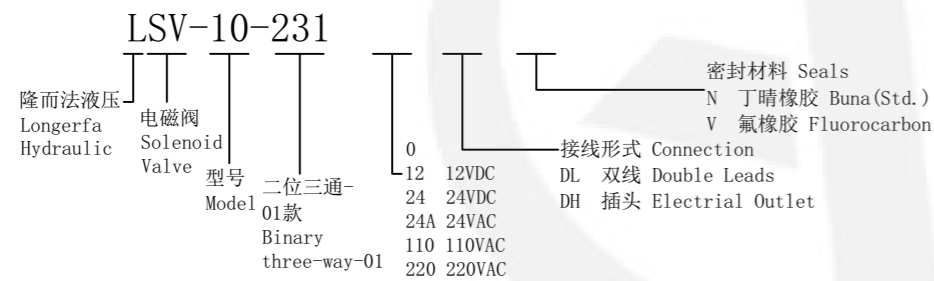 LSV-10-231
隆而法液压
Longerfa
Hydraulic
电磁阀
Solenoid
Valve
型号
Model
二位三通-
01款
Binary
three-way-01
0
12 12VDC
24 24VDC
24A 24VAC
110 110VAC
220 220VAC
接线形式 Connection
DL 双线 Double Leads
DH 插头 Electrial Outlet
密封材料 Seals
N 丁晴橡胶 Buna(Std.)
V 氟橡胶 Fluorocarbon